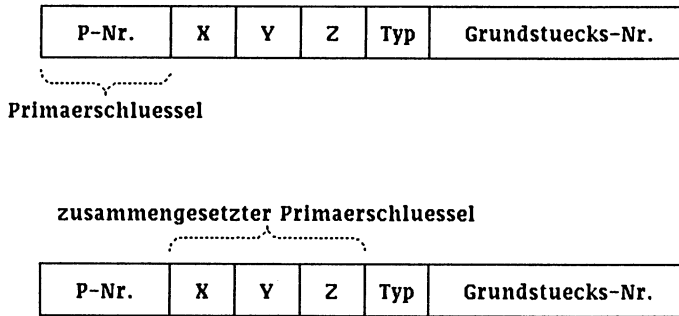 P-Nr. X Y Z Typ Grundstuecks-Nr.
Primaerschluessel
zusammengesetzter Primaerschluessel
P-Nr. X Y Z Typ Grundstuecks-Nr.